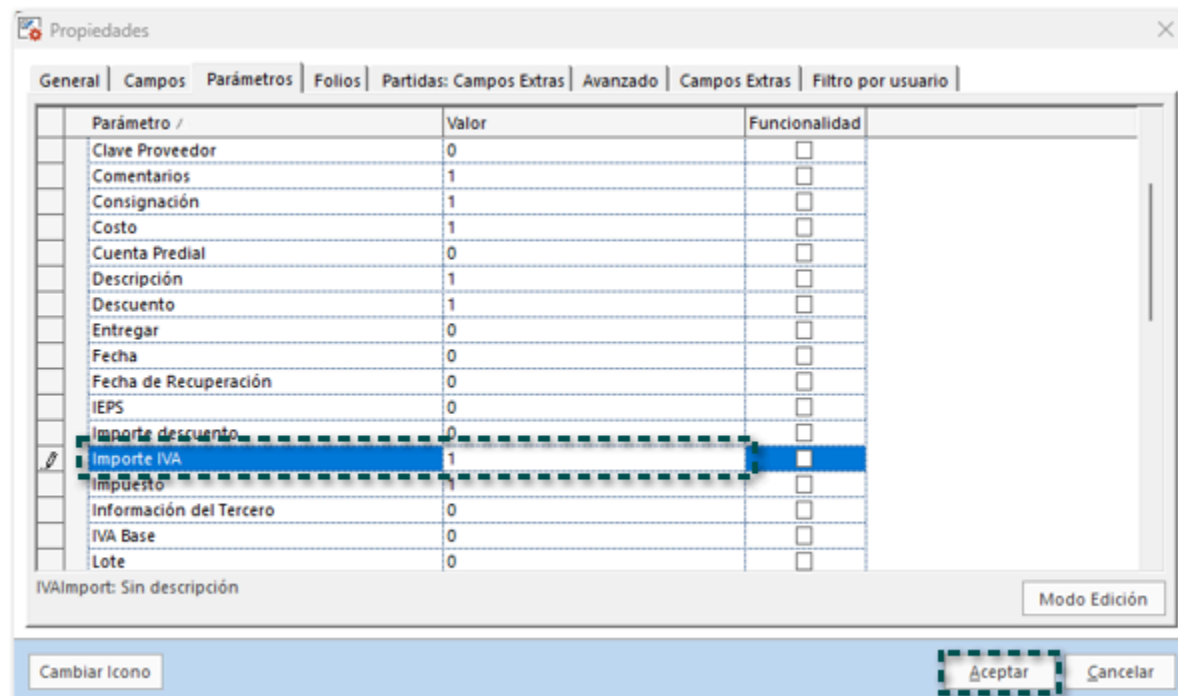 Propiedades
General Campos Parámetros Folios Partidas: Campos Extras Avanzado Campos Extras Filtro por usuario
Parámetro Valor Funcionalidad
Clave Proveedor 0
Comentarios 1
Consignación 1
Costo 1
Cuenta Predial 0
Descripción 1
Descuento 1
Entregar 0
Fecha 0
Fecha de Recuperación 0
IEPS 0
Importe descuento 0
Importe IVA 1
Impuesto 1
Información del Tercero 0
IVA Base 0
Lote 0
IVAImport: Sin descripción
Modo Edición
Cambiar Icono Aceptar Cancelar